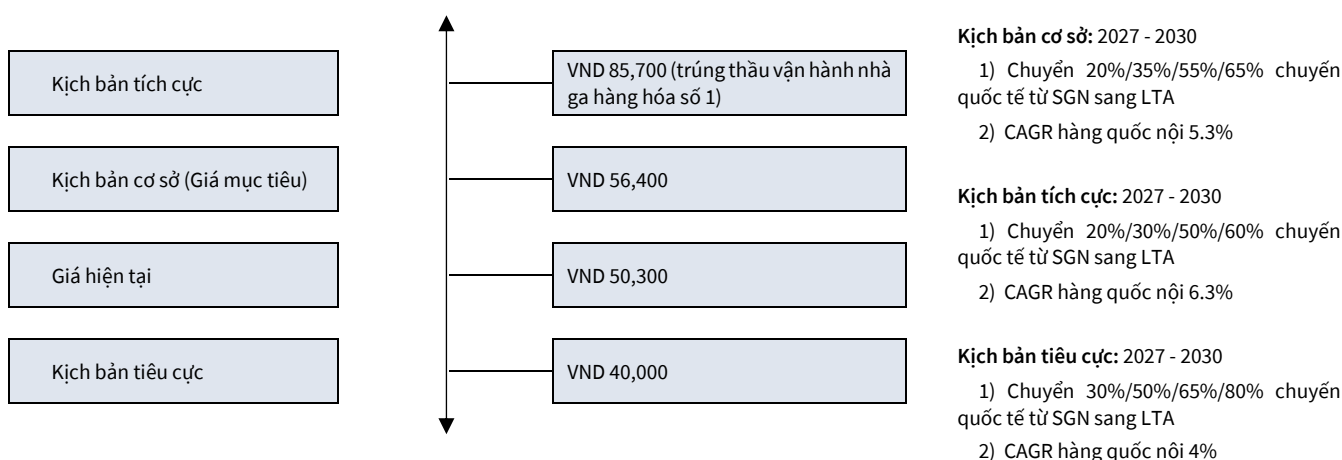 Kịch bản tích cực
VND 85,700 (trúng thầu vận hành nhà
ga hàng hóa số 1)
Kịch bản cơ sở (Giá mục tiêu)
VND 56,400
Giá hiện tại
VND 50,300
Kịch bản tiêu cực
VND 40,000
Kịch bản cơ sở: 2027 - 2030
1) Chuyển 20%/35%/55%/65% chuyến
quốc tế từ SGN sang LTA
2) CAGR hàng quốc nội 5.3%
Kịch bản tích cực: 2027 - 2030
1) Chuyển 20%/30%/50%/60% chuyến
quốc tế từ SGN sang LTA
2) CAGR hàng quốc nội 6.3%
Kịch bản tiêu cực: 2027 - 2030
1) Chuyển 30%/50%/65%/80% chuyến
quốc tế từ SGN sang LTA
2) CAGR hàng quốc nội 4%